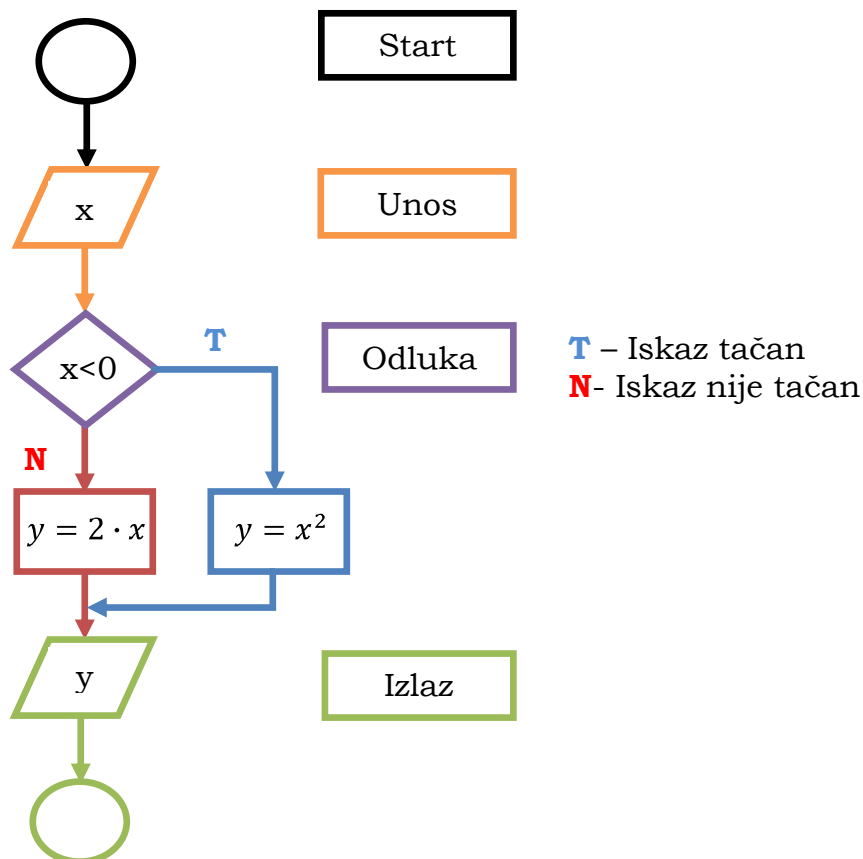 Start
x
Unos
T
x<0
Odluka
T – Iskaz tačan
N- Iskaz nije tačan
N
y = 2 · x
y = x²
y
Izlaz